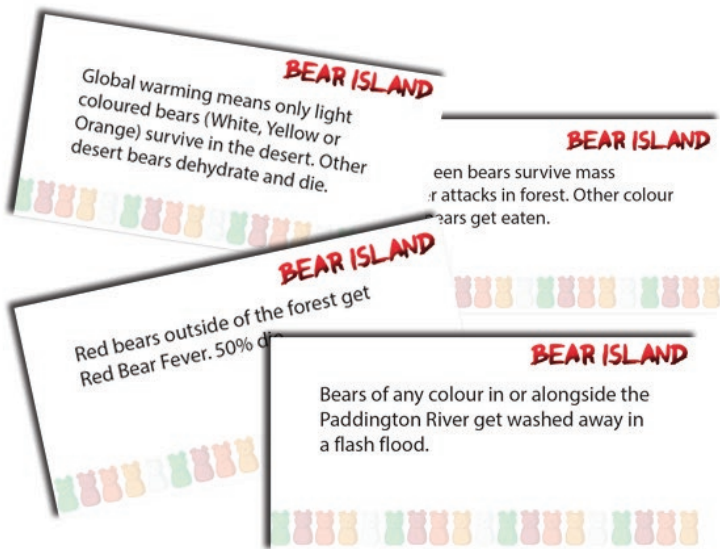 BEAR ISLAND
Global warming means only light
coloured bears (White, Yellow or
Orange) survive in the desert. Other
desert bears dehydrate and die.
BEAR ISLAND
bears survive mass
attacks in forest. Other colour
get eaten.
BEAR ISLAND
Red bears outside of the forest get
Red Bear Fever. 50%
BEAR ISLAND
Bears of any colour in or alongside the
Paddington River get washed away in
a flash flood.